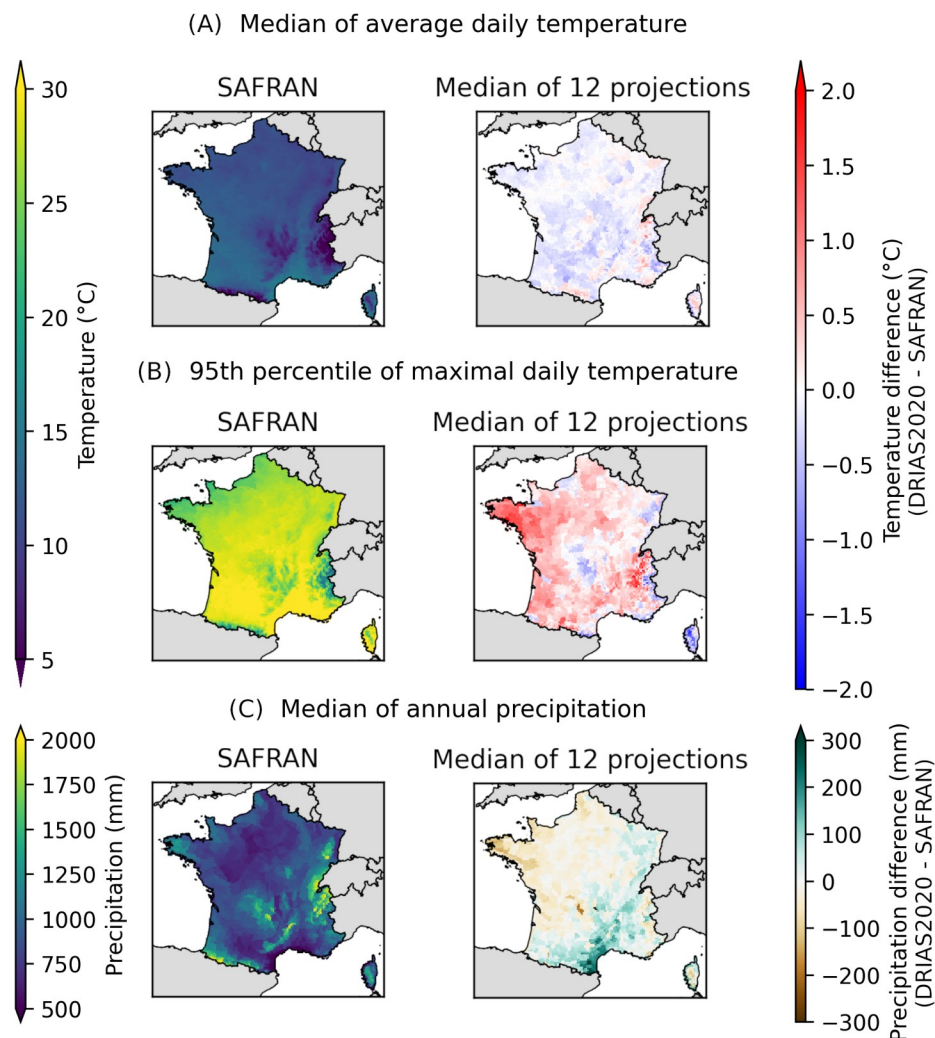 (A) Median of average daily temperature
SAFRAN
Median of 12 projections
30
25
20
15
10
5
Temperature (°C)
2.0
1.5
1.0
0.5
0.0
−0.5
−1.0
−1.5
−2.0
Temperature difference (°C)
(DRIAS2020 - SAFRAN)
(B) 95th percentile of maximal daily temperature
SAFRAN
Median of 12 projections
(C) Median of annual precipitation
SAFRAN
Median of 12 projections
2000
1750
1500
1250
1000
750
500
Precipitation (mm)
300
200
100
0
−100
−200
−300
Precipitation difference (mm)
(DRIAS2020 - SAFRAN)